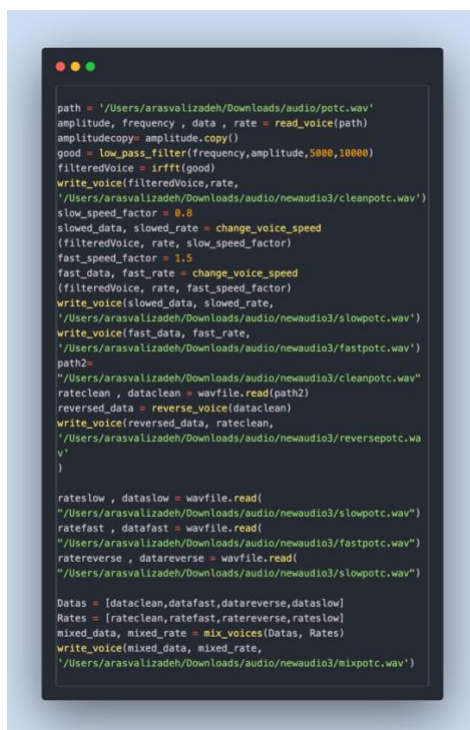 path = '/Users/arasvalizadeh/Downloads/audio/potc.wav'
amplitude, frequency , data , rate = read_voice(path)
amplitudecopy= amplitude.copy()
good = low_pass_filter(frequency,amplitude,5000,10000)
filteredVoice = irfft(good)
write_voice(filteredVoice,rate,
'/Users/arasvalizadeh/Downloads/audio/newaudio3/cleanpotc.wav')
slow_speed_factor = 0.8
slowed_data, slowed_rate = change_voice_speed
(filteredVoice, rate, slow_speed_factor)
fast_speed_factor = 1.5
fast_data, fast_rate = change_voice_speed
(filteredVoice, rate, fast_speed_factor)
write_voice(slowed_data, slowed_rate,
'/Users/arasvalizadeh/Downloads/audio/newaudio3/slowpotc.wav')
write_voice(fast_data, fast_rate,
'/Users/arasvalizadeh/Downloads/audio/newaudio3/fastpotc.wav')
path2=
"/Users/arasvalizadeh/Downloads/audio/newaudio3/cleanpotc.wav"
rateclean , dataclean = wavfile.read(path2)
reversed_data = reverse_voice(dataclean)
write_voice(reversed_data, rateclean,
'/Users/arasvalizadeh/Downloads/audio/newaudio3/reversepotc.wa
v'
)
rateslow , dataslow = wavfile.read(
"/Users/arasvalizadeh/Downloads/audio/newaudio3/slowpotc.wav")
ratefast , datafast = wavfile.read(
"/Users/arasvalizadeh/Downloads/audio/newaudio3/fastpotc.wav")
ratereverse , datareverse = wavfile.read(
"/Users/arasvalizadeh/Downloads/audio/newaudio3/slowpotc.wav")
Datas = [dataclean,datafast,datareverse,dataslow]
Rates = [rateclean,ratefast,ratereverse,rateslow]
mixed_data, mixed_rate = mix_voices(Datas, Rates)
write_voice(mixed_data, mixed_rate,
'/Users/arasvalizadeh/Downloads/audio/newaudio3/mixpotc.wav')